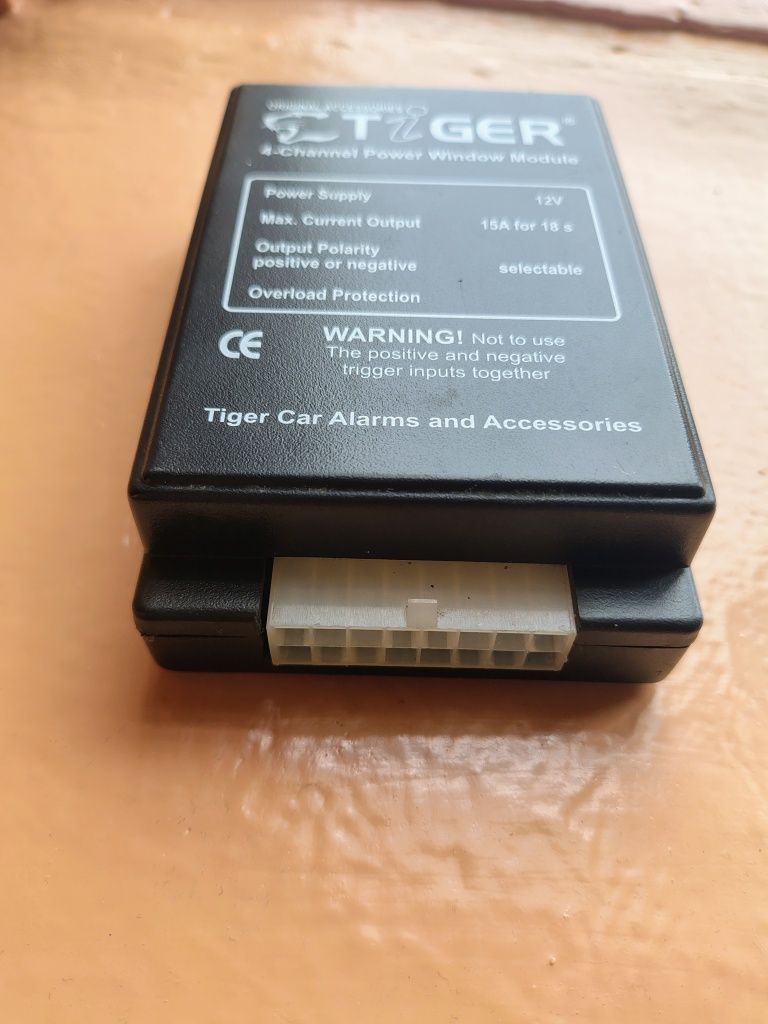 TiGER®
4-Channel Power Window Module
Power Supply 12V
Max. Current Output 15A for 18 s
Output Polarity
positive or negative selectable
Overload Protection
CE WARNING! Not to use
The positive and negative
trigger inputs together
Tiger Car Alarms and Accessories